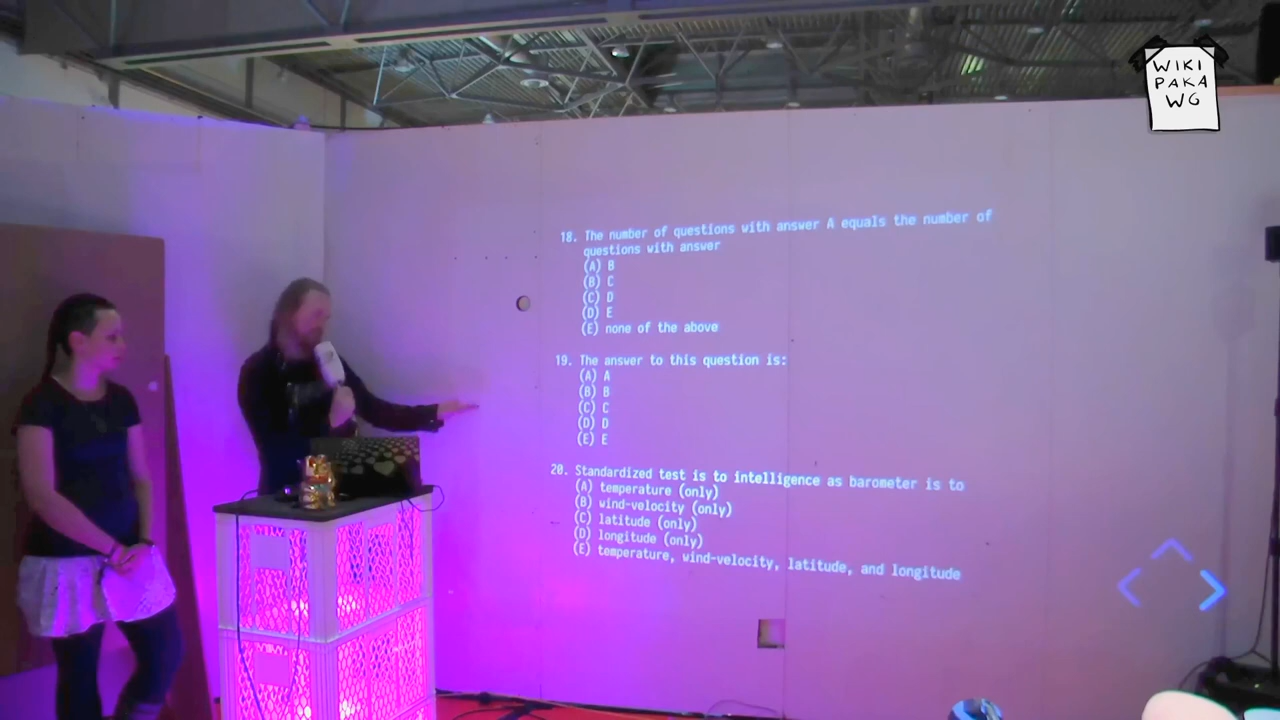 WIKI
PAKA
WG
18. The number of questions with answer A equals the number of
questions with answer
(A) B
(B) C
(C) D
(D) E
(E) none of the above
19. The answer to this question is:
(A) A
(B) B
(C) C
(D) D
(E) E
20. Standardized test is to intelligence as barometer is to
(A) temperature (only)
(B) wind-velocity (only)
(C) latitude (only)
(D) longitude (only)
(E) temperature, wind-velocity, latitude, and longitude